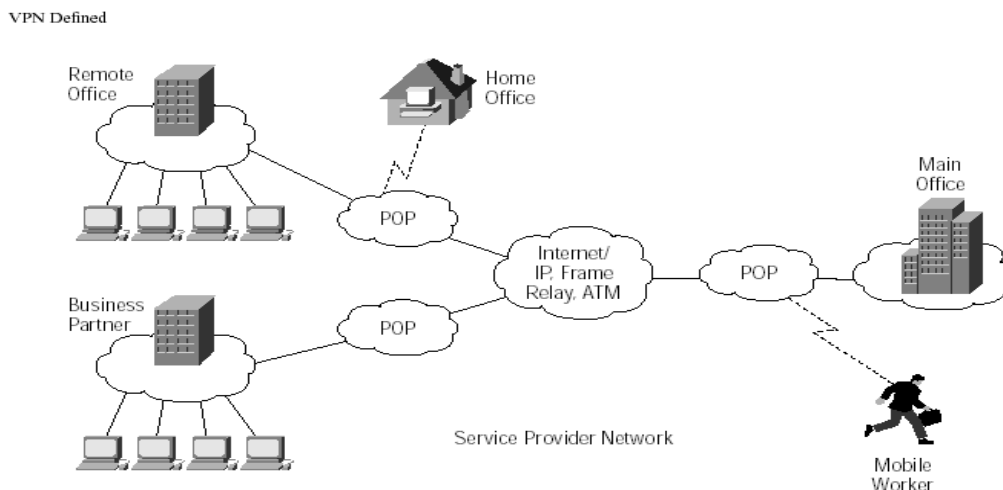 VPN Defined
Remote
Office
Home
Office
Main
Office
POP
Internet/
IP, Frame
Relay, ATM
POP
Business
Partner
POP
Service Provider Network
Mobile
Worker